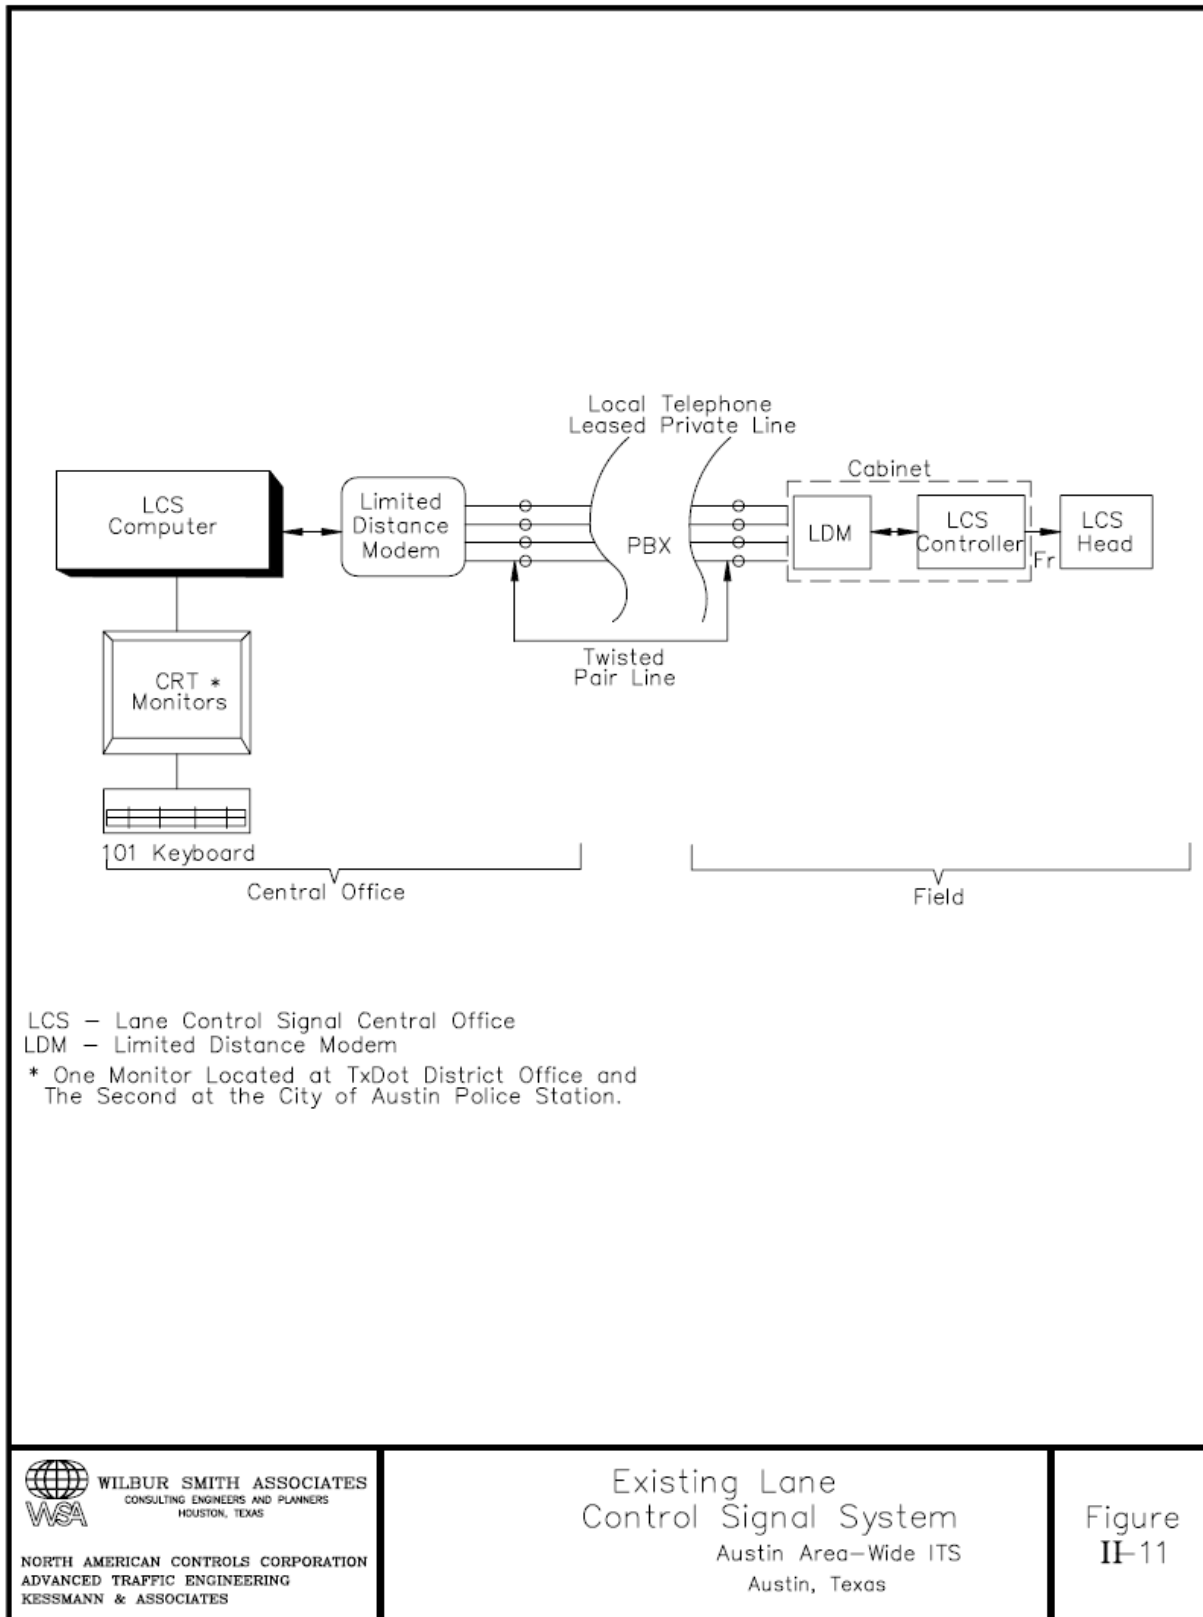 Local Telephone
Leased Private Line
LCS
Computer
Limited
Distance
Modem
PBX
Cabinet
LDM
LCS
Controller
Fr
LCS
Head
Twisted
Pair Line
CRT *
Monitors
101 Keyboard
Central Office
Field
LCS – Lane Control Signal Central Office
LDM – Limited Distance Modem
* One Monitor Located at TxDot District Office and
The Second at the City of Austin Police Station.
WSA
WILBUR SMITH ASSOCIATES
CONSULTING ENGINEERS AND PLANNERS
HOUSTON, TEXAS
NORTH AMERICAN CONTROLS CORPORATION
ADVANCED TRAFFIC ENGINEERING
KESSMANN & ASSOCIATES
Existing Lane
Control Signal System
Austin Area–Wide ITS
Austin, Texas
Figure
II–11